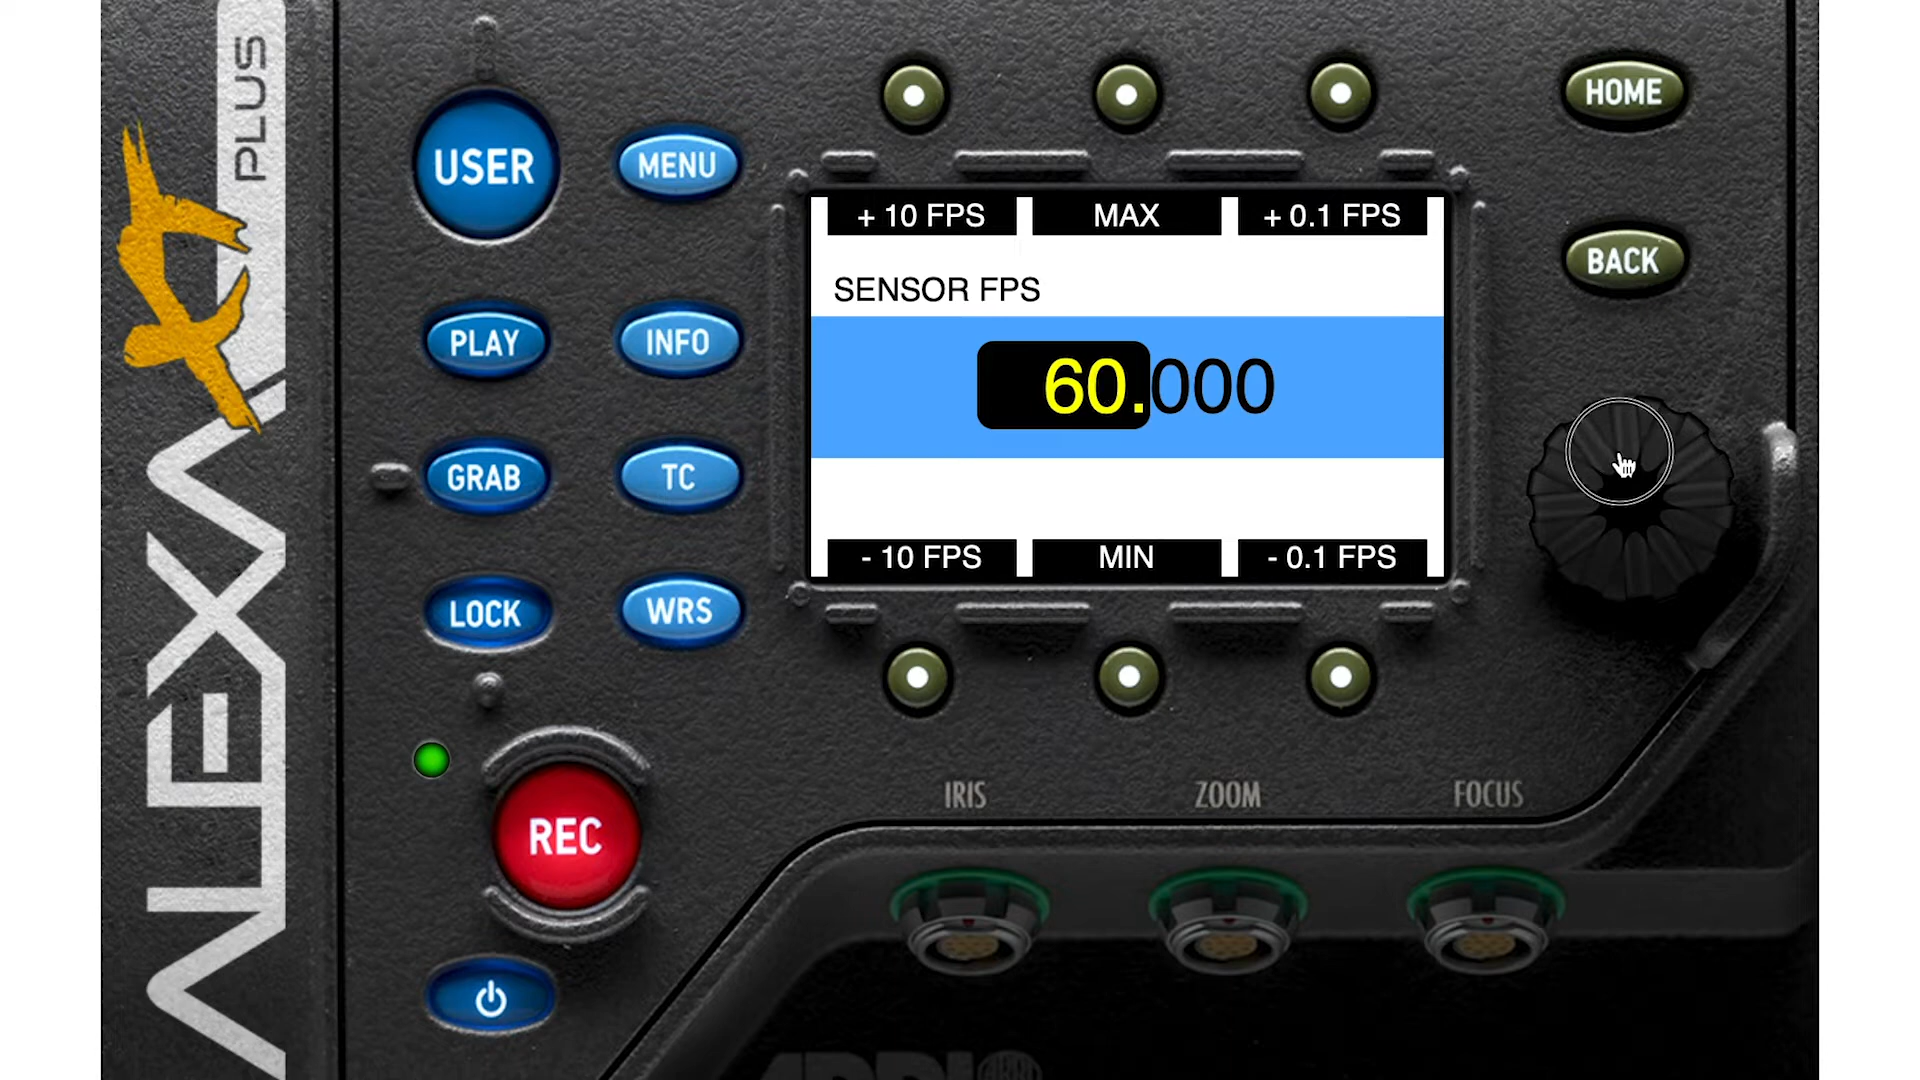 ALEXA XT PLUS
USER
MENU
PLAY
INFO
GRAB
TC
LOCK
WRS
REC
+ 10 FPS
MAX
+ 0.1 FPS
SENSOR FPS
60.000
- 10 FPS
MIN
- 0.1 FPS
HOME
BACK
IRIS
ZOOM
FOCUS